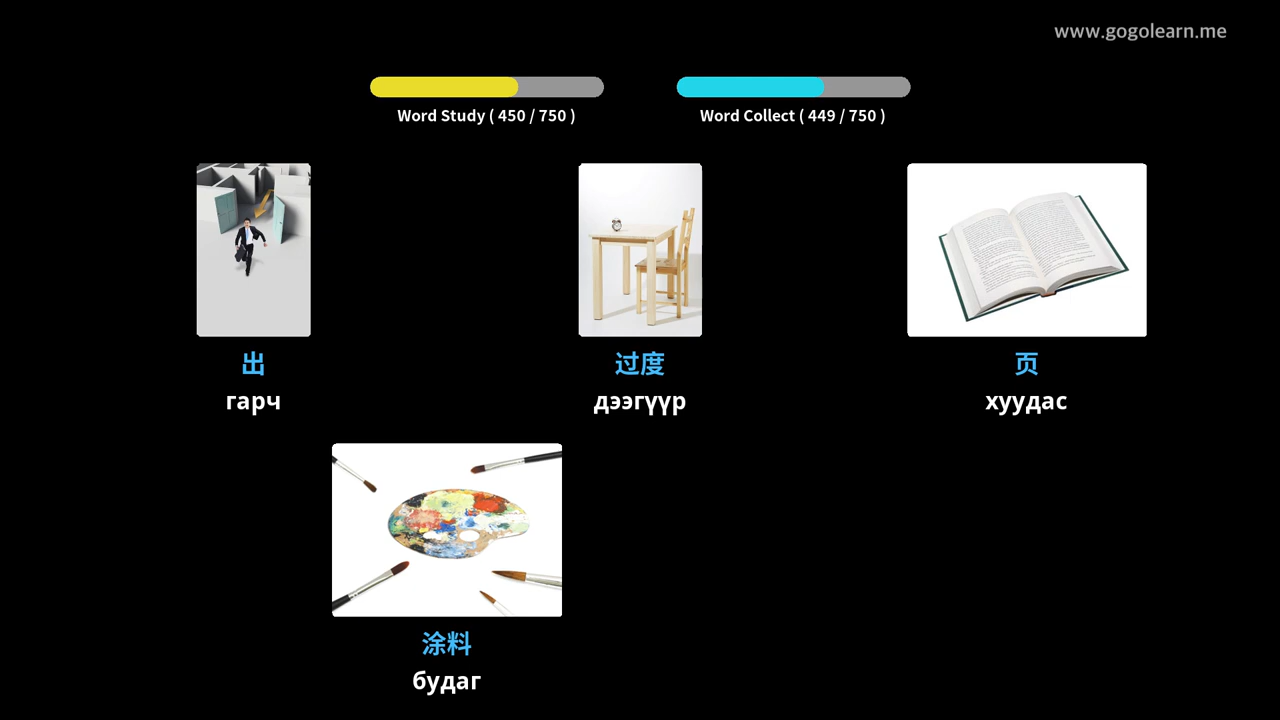 www.gogolearn.me
Word Study ( 450 / 750 )
Word Collect ( 449 / 750 )
出
гарч
过度
дээгүүр
页
хуудас
涂料
будаг